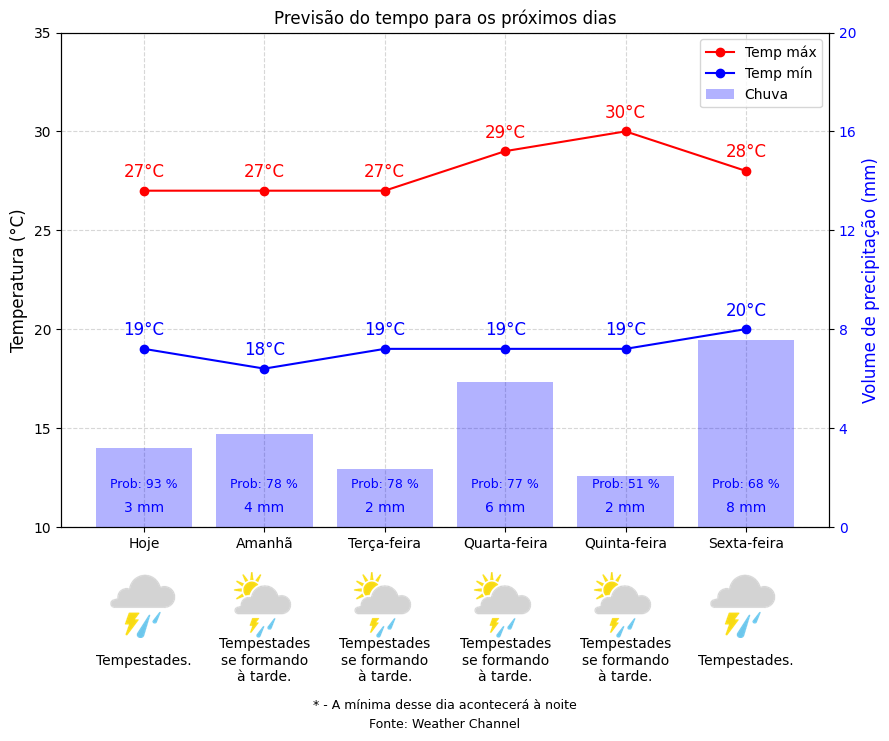 Previsão do tempo para os próximos dias
35
30
25
20
15
10
Temperatura (°C)
20
16
12
8
4
0
Volume de precipitação (mm)
Temp máx
Temp mín
Chuva
27°C
27°C
27°C
29°C
30°C
28°C
19°C
18°C
19°C
19°C
19°C
20°C
Prob: 93 %
Prob: 78 %
Prob: 78 %
Prob: 77 %
Prob: 51 %
Prob: 68 %
3 mm
4 mm
2 mm
6 mm
2 mm
8 mm
Hoje
Amanhã
Terça-feira
Quarta-feira
Quinta-feira
Sexta-feira
Tempestades.
Tempestades
se formando
à tarde.
Tempestades
se formando
à tarde.
Tempestades
se formando
à tarde.
Tempestades
se formando
à tarde.
Tempestades.
* - A mínima desse dia acontecerá à noite
Fonte: Weather Channel